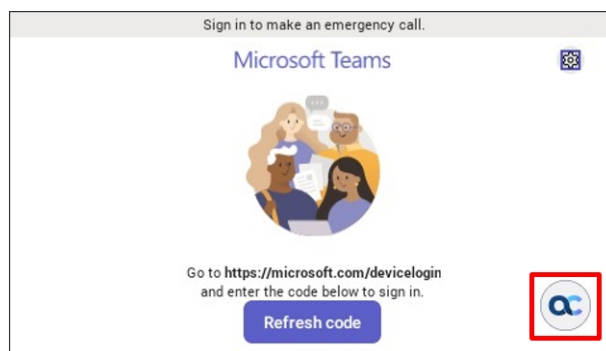 Sign in to make an emergency call.
Microsoft Teams
Go to https://microsoft.com/devicelogin
and enter the code below to sign in.
Refresh code
ac